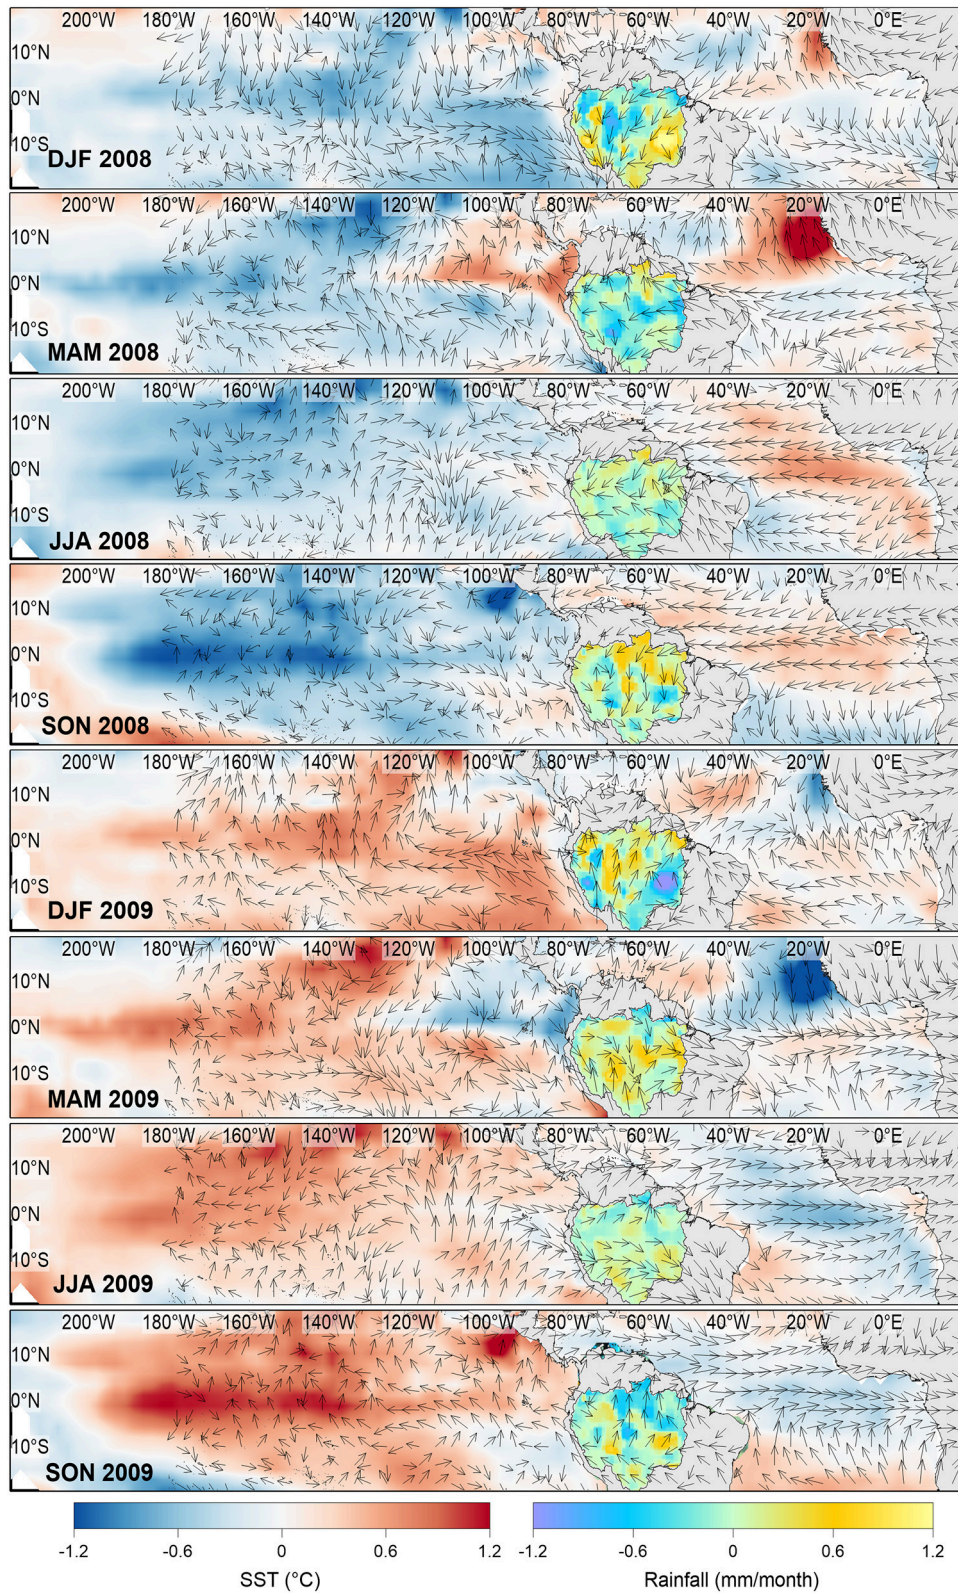 200°W 180°W 160°W 140°W 120°W 100°W 80°W 60°W 40°W 20°W 0°E
10°N
0°N
10°S
DJF 2008
200°W 180°W 160°W 140°W 120°W 100°W 80°W 60°W 40°W 20°W 0°E
10°N
0°N
10°S
MAM 2008
200°W 180°W 160°W 140°W 120°W 100°W 80°W 60°W 40°W 20°W 0°E
10°N
0°N
10°S
JJA 2008
200°W 180°W 160°W 140°W 120°W 100°W 80°W 60°W 40°W 20°W 0°E
10°N
0°N
10°S
SON 2008
200°W 180°W 160°W 140°W 120°W 100°W 80°W 60°W 40°W 20°W 0°E
10°N
0°N
10°S
DJF 2009
200°W 180°W 160°W 140°W 120°W 100°W 80°W 60°W 40°W 20°W 0°E
10°N
0°N
10°S
MAM 2009
200°W 180°W 160°W 140°W 120°W 100°W 80°W 60°W 40°W 20°W 0°E
10°N
0°N
10°S
JJA 2009
200°W 180°W 160°W 140°W 120°W 100°W 80°W 60°W 40°W 20°W 0°E
10°N
0°N
10°S
SON 2009
-1.2 -0.6 0 0.6 1.2 -1.2 -0.6 0 0.6 1.2
SST (°C) Rainfall (mm/month)